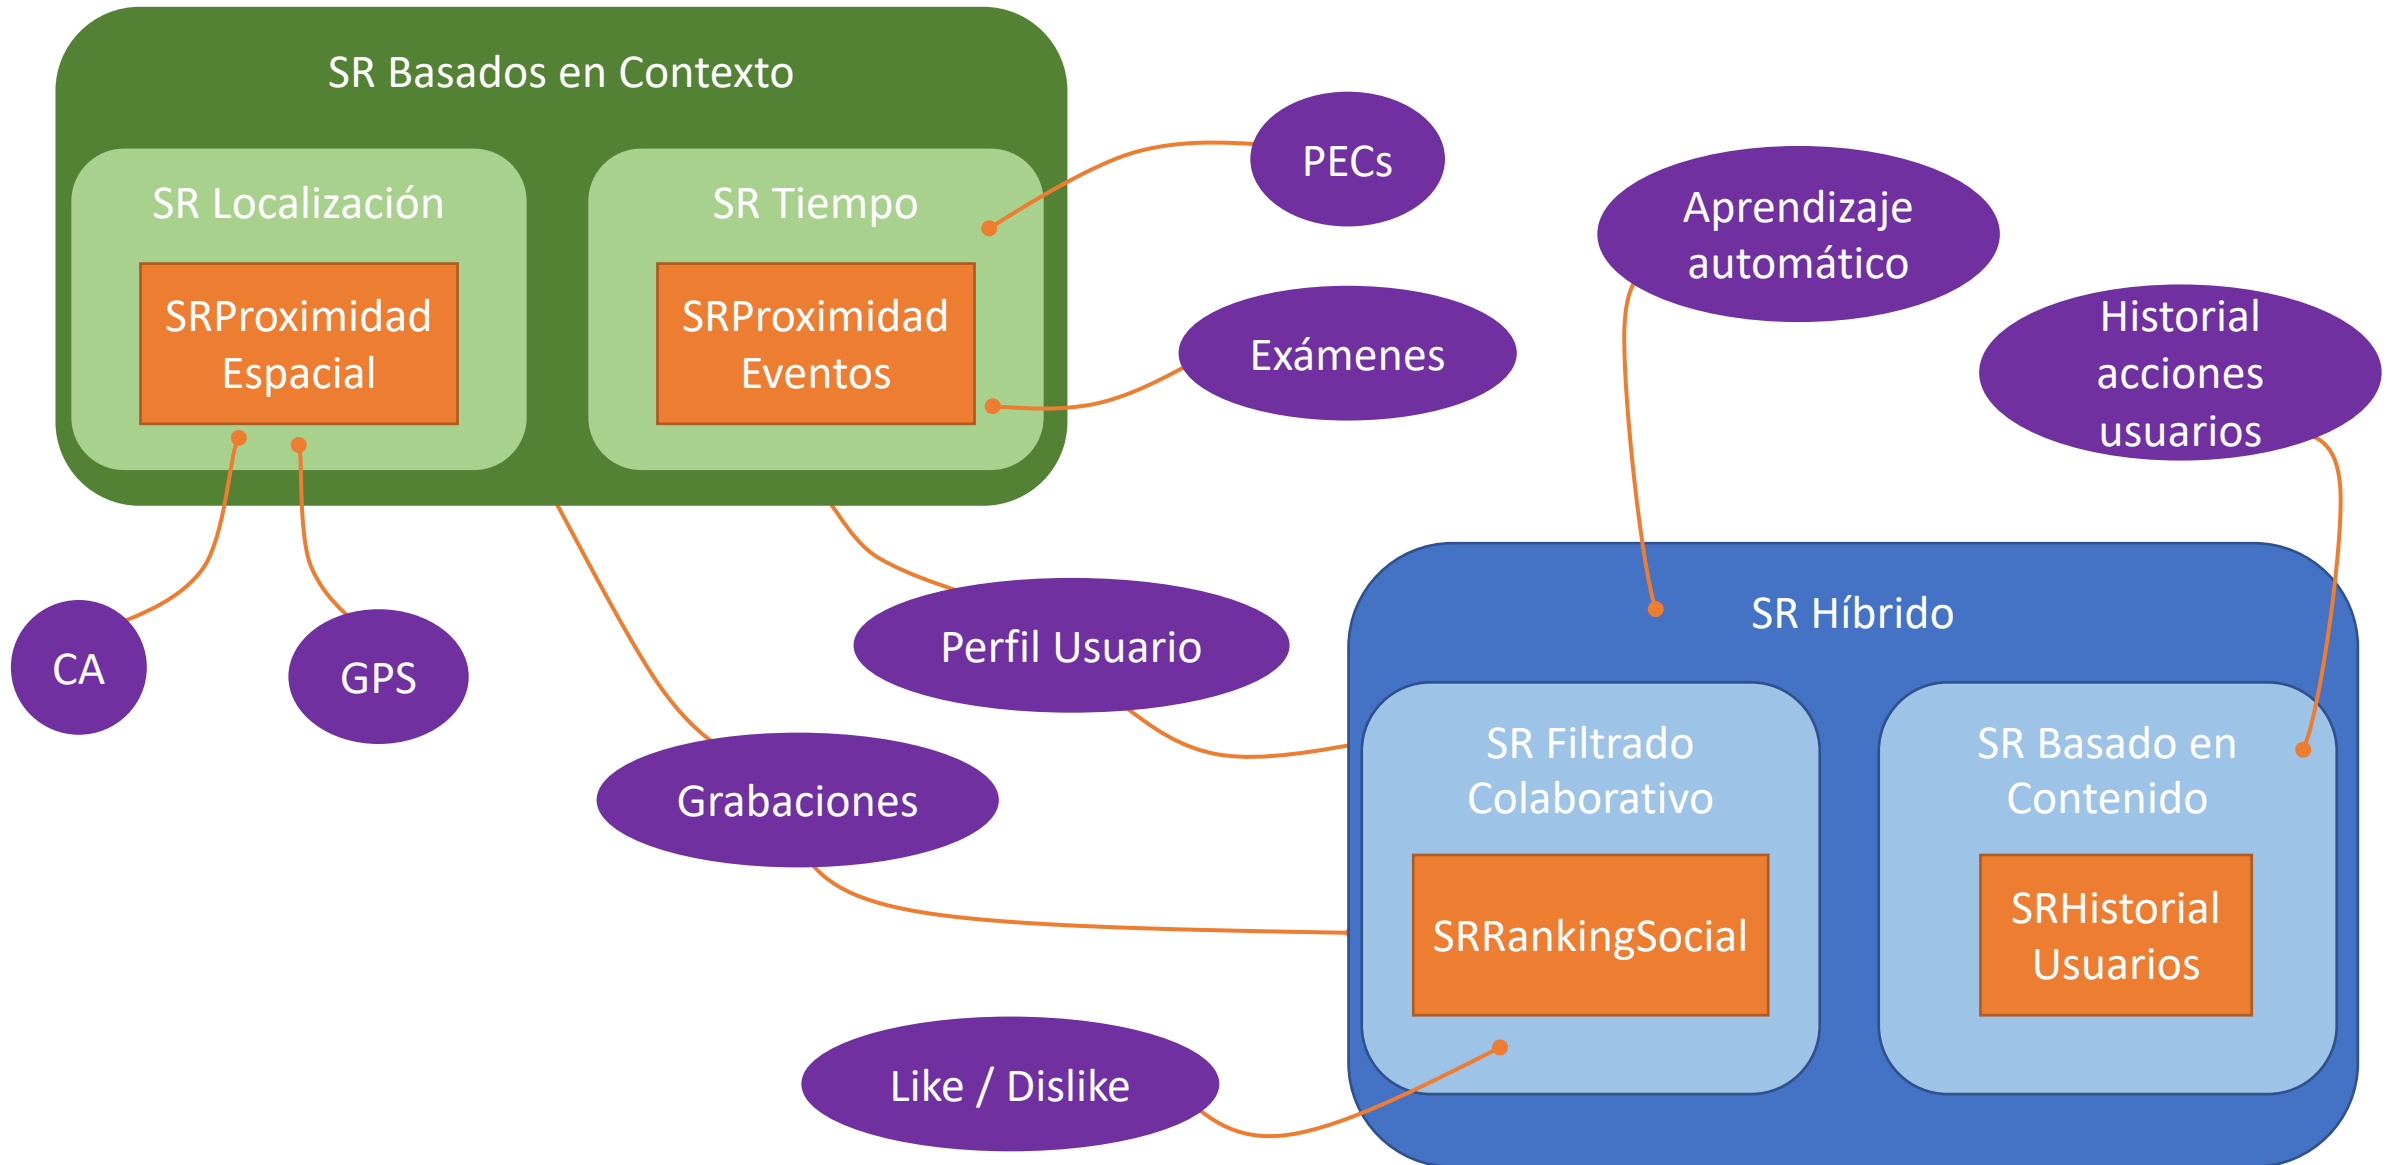 SR Basados en Contexto
SR Localización
SRProximidad
Espacial
SR Tiempo
SRProximidad
Eventos
PECs
Exámenes
Aprendizaje
automático
Historial
acciones
usuarios
CA
GPS
Perfil Usuario
Grabaciones
Like / Dislike
SR Híbrido
SR Filtrado
Colaborativo
SRRankingSocial
SR Basado en
Contenido
SRHistorial
Usuarios